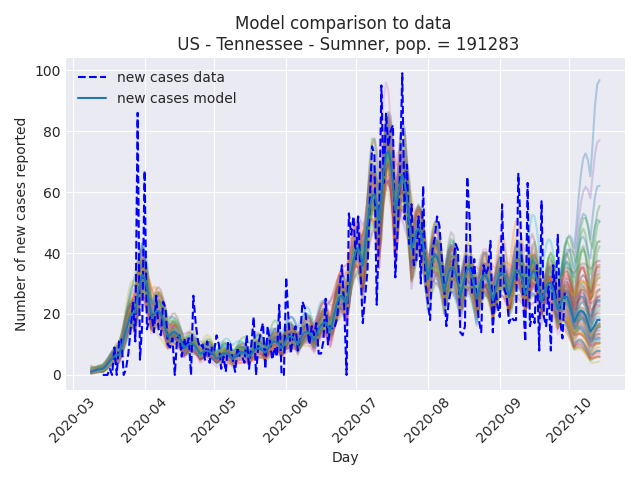 Model comparison to data
US - Tennessee - Sumner, pop. = 191283
new cases data
new cases model
Number of new cases reported
100
80
60
40
20
0
2020-03
2020-04
2020-05
2020-06
2020-07
2020-08
2020-09
2020-10
Day